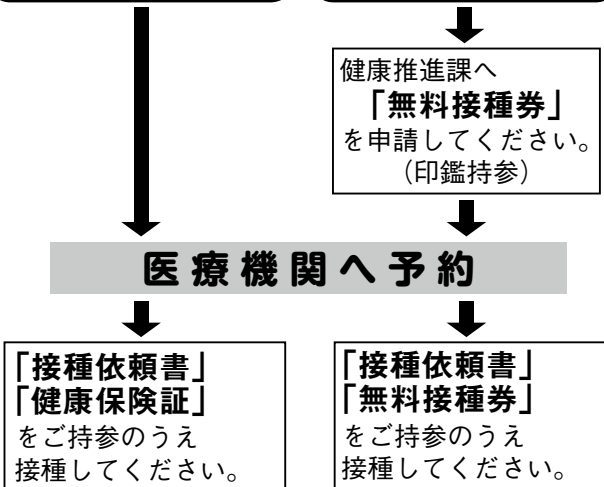 健康推進課へ
「無料接種券」
を申請してください。
（印鑑持参）
医療機関へ予約
「接種依頼書」
「健康保険証」
をご持参のうえ
接種してください。
「接種依頼書」
「無料接種券」
をご持参のうえ
接種してください。